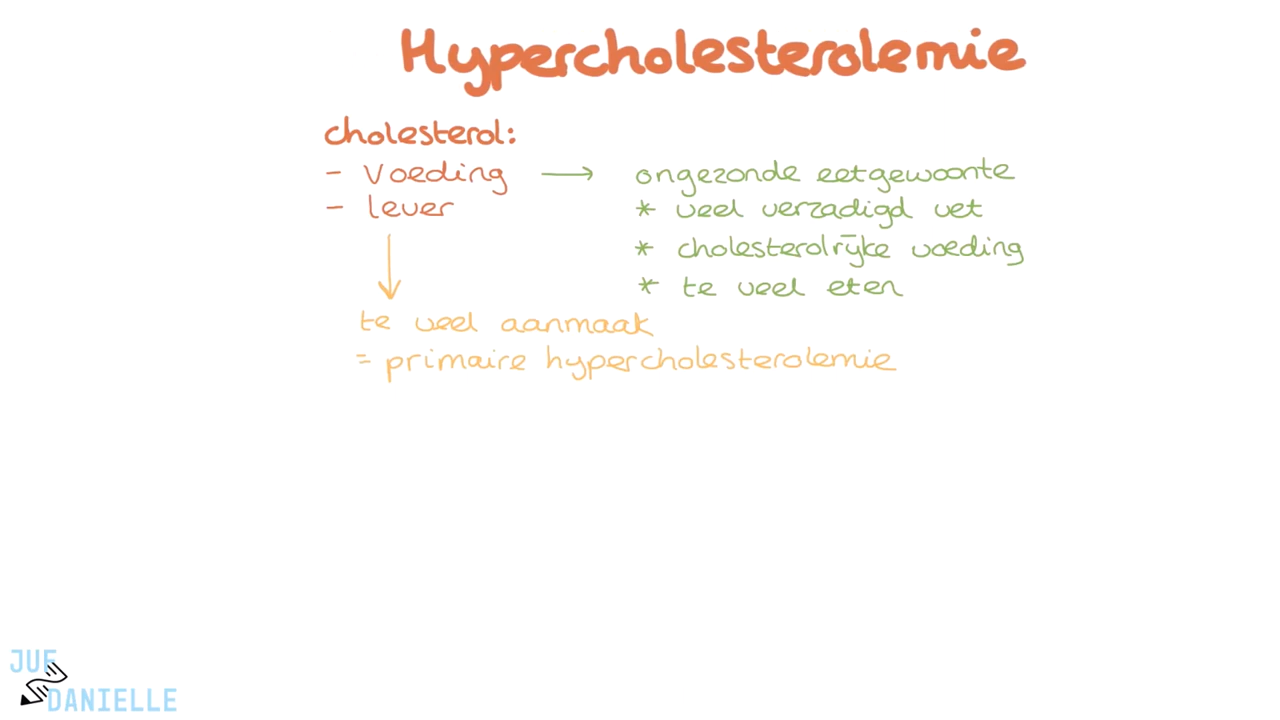 Hypercholesterolemie
cholesterol:
- voeding → ongezonde eetgewoonte
- lever * veel verzadigd vet
* cholesterolrijke voeding
* te veel eten
te veel aanmaak
= primaire hypercholesterolemie
JUF
DANIELLE